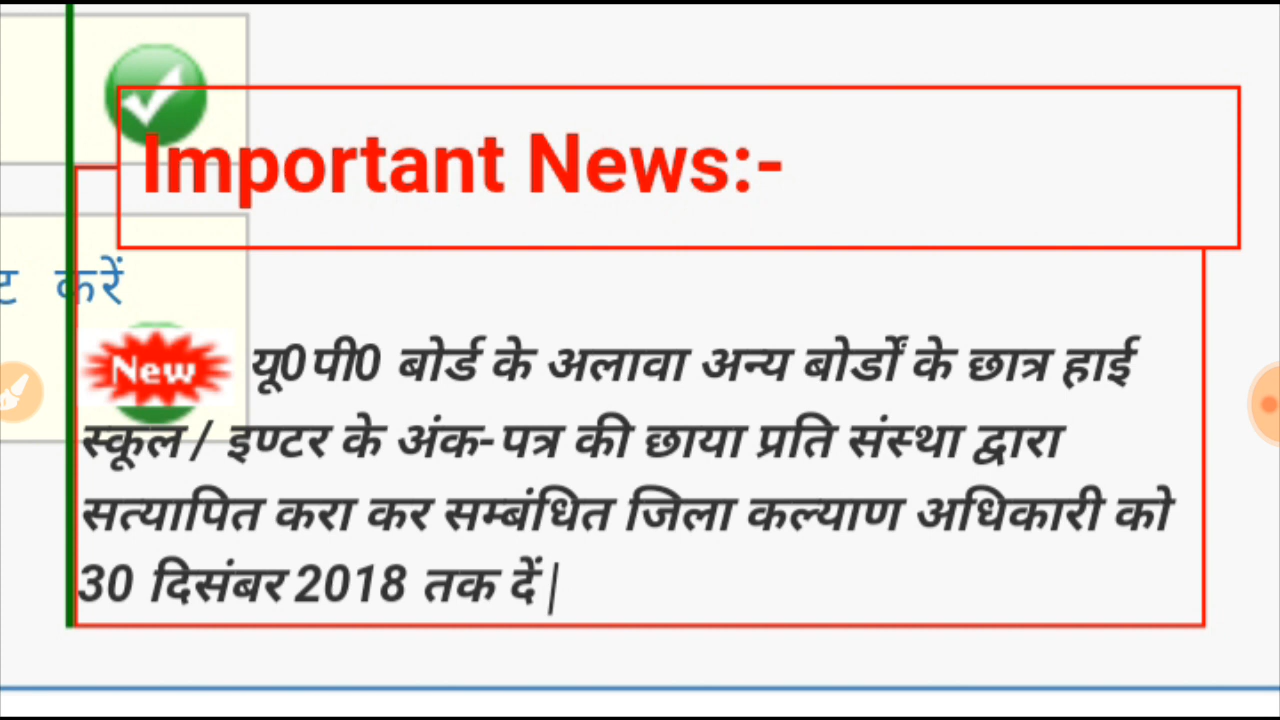 Important News:-
ट करें
New यू0पी0 बोर्ड के अलावा अन्य बोर्डों के छात्र हाई
स्कूल/ इण्टर के अंक-पत्र की छाया प्रति संस्था द्वारा
सत्यापित करा कर सम्बंधित जिला कल्याण अधिकारी को
30 दिसंबर 2018 तक दें|